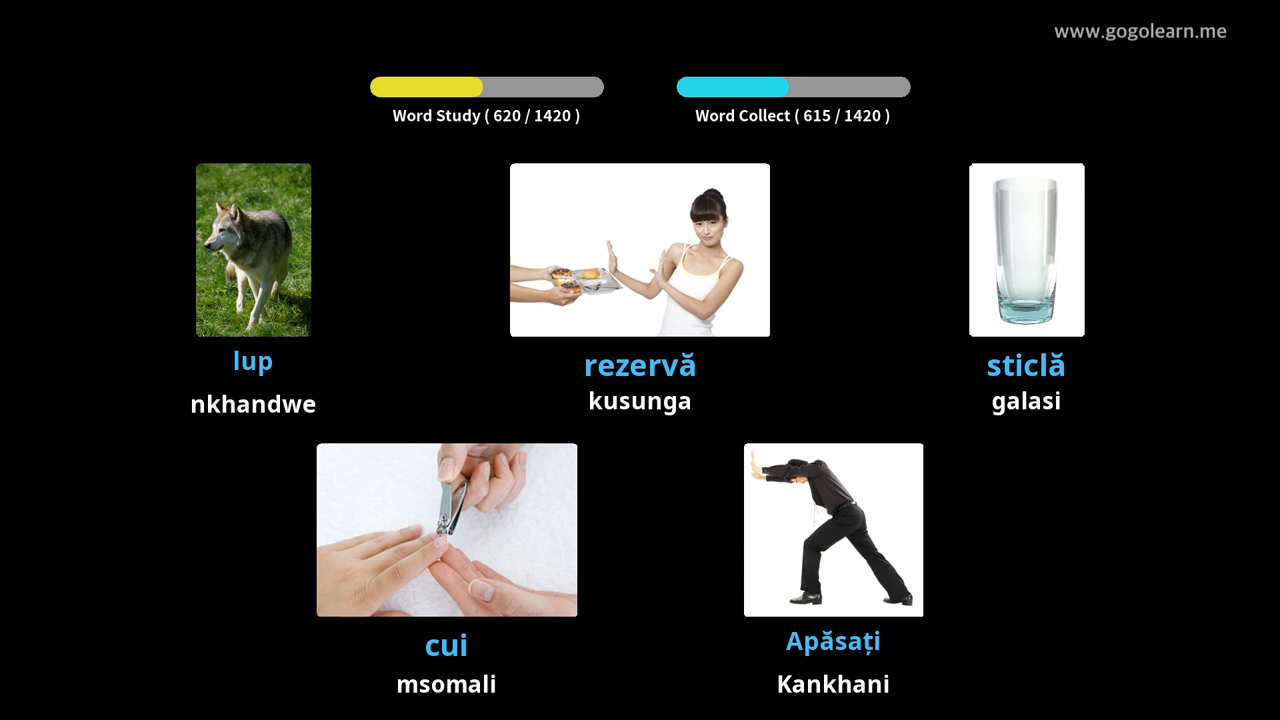 www.gogolearn.me
Word Study ( 620 / 1420 )
Word Collect ( 615 / 1420 )
lup
nkhandwe
rezervă
kusunga
sticlă
galasi
cui
msomali
Apăsați
Kankhani